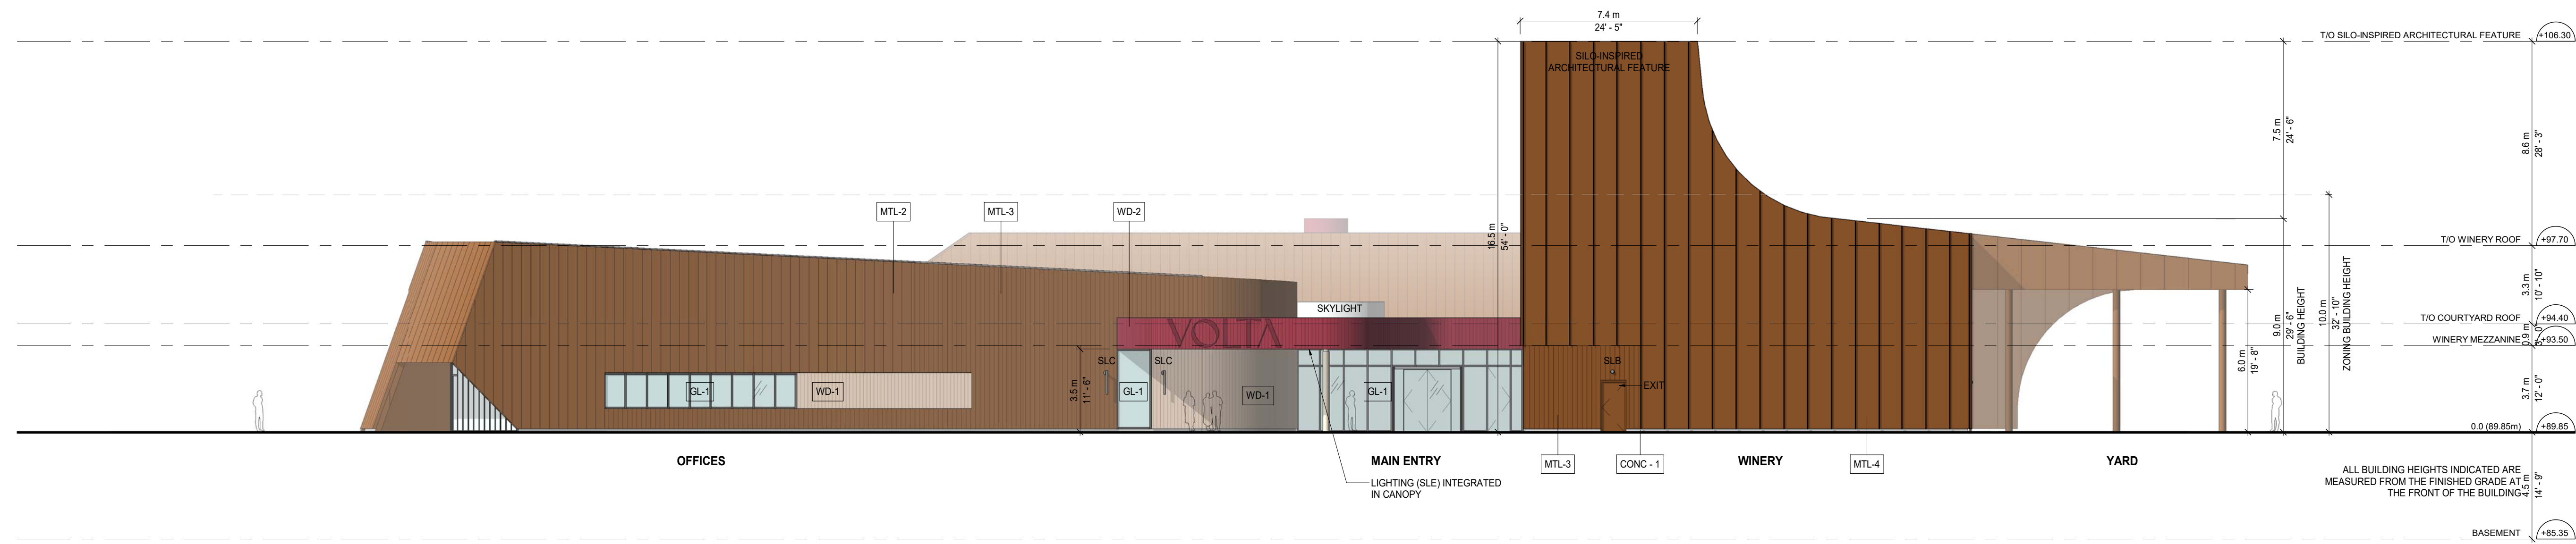 7.4 m
24' - 5"
T/O SILO-INSPIRED ARCHITECTURAL FEATURE
+106.30
SILO-INSPIRED
ARCHITECTURAL FEATURE
7.5 m
24' - 6"
8.6 m
28' - 3"
MTL-2
MTL-3
WD-2
16.5 m
54' - 0"
T/O WINERY ROOF
+97.70
SKYLIGHT
VOLTA
3.3 m
10' - 10"
10.0 m
32' - 10"
ZONING BUILDING HEIGHT
9.0m
29' - 6"
BUILDING HEIGHT
T/O COURTYARD ROOF
+94.40
0.9 m
3' - 0"
WINERY MEZZANINE
+93.50
SLC
SLC
SLB
6.0 m
19' - 8"
3.5 m
11' - 6"
GL-1
WD-1
GL-1
WD-1
GL-1
EXIT
3.7 m
12' - 0"
0.0 (89.85m)
+89.85
OFFICES
MAIN ENTRY
WINERY
YARD
MTL-3
CONC - 1
MTL-4
LIGHTING (SLE) INTEGRATED
IN CANOPY
ALL BUILDING HEIGHTS INDICATED ARE
MEASURED FROM THE FINISHED GRADE AT
THE FRONT OF THE BUILDING
4.5 m
14' - 9"
BASEMENT
+85.35